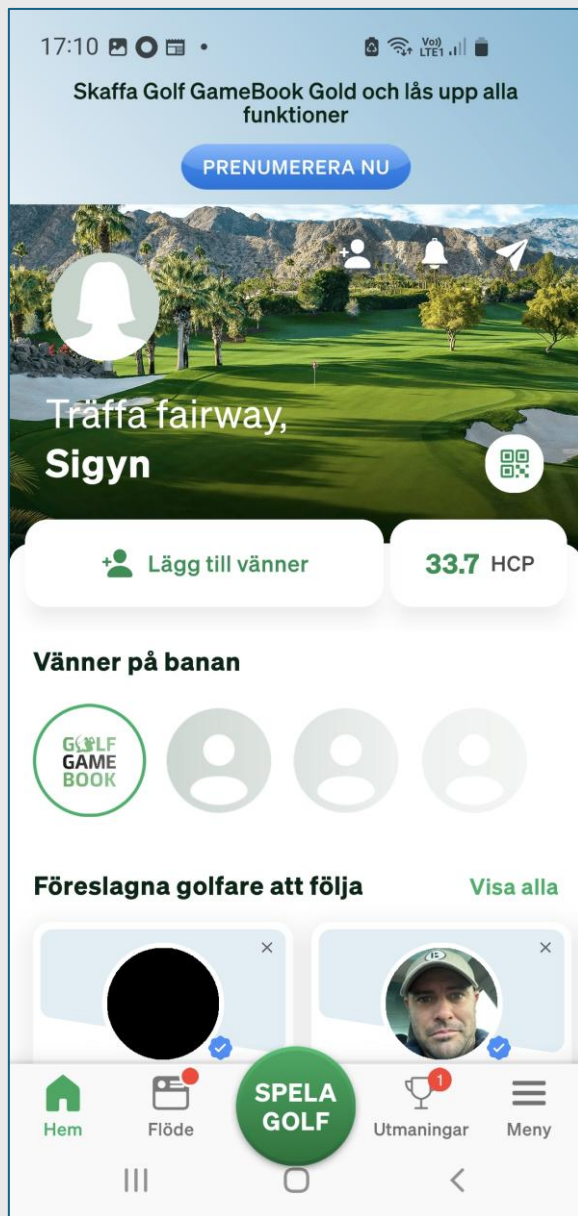 17:10
Vo))
LTE1
Skaffa Golf GameBook Gold och lås upp alla
funktioner
PRENUMERERA NU
Träffa fairway,
Sigyn
Lägg till vänner
33.7 HCP
Vänner på banan
GOLF
GAME
BOOK
Föreslagna golfare att följa
Visa alla
SPELA
GOLF
1
Hem
Flöde
Utmaningar
Meny